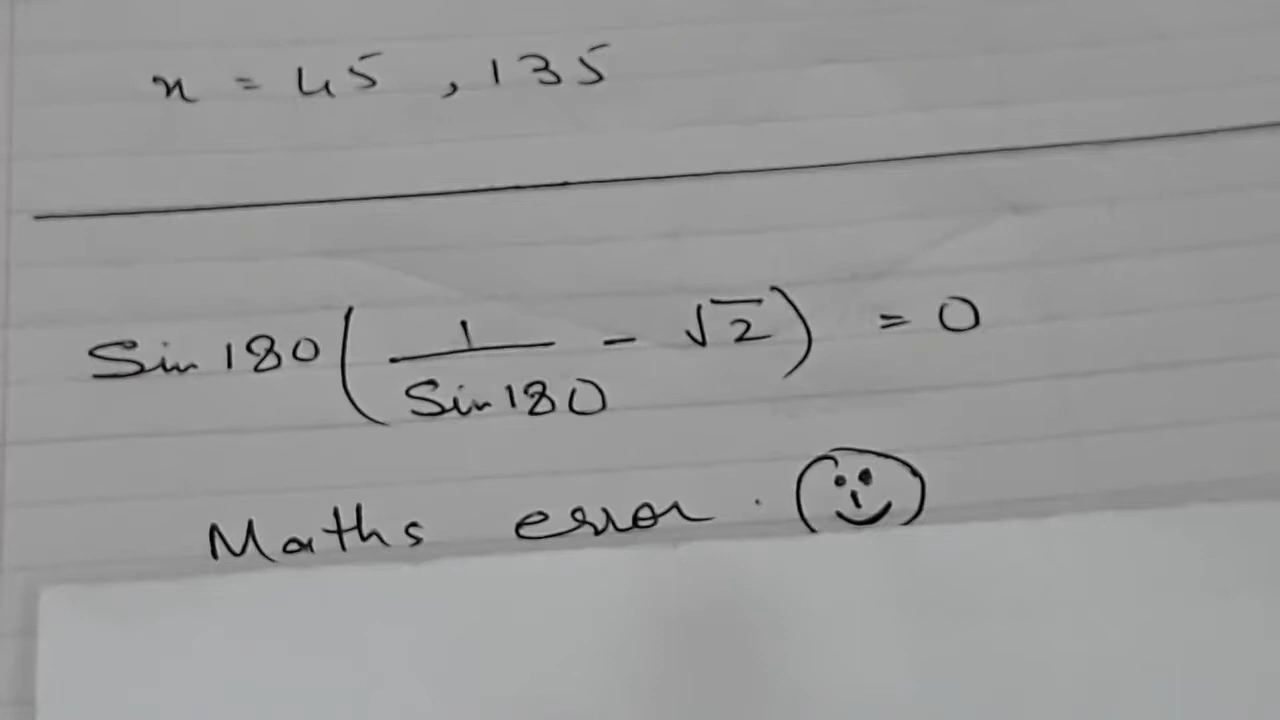 x = 45 , 135
Sin 180 ( 1 / Sin 180 - √2 ) = 0
Maths error.